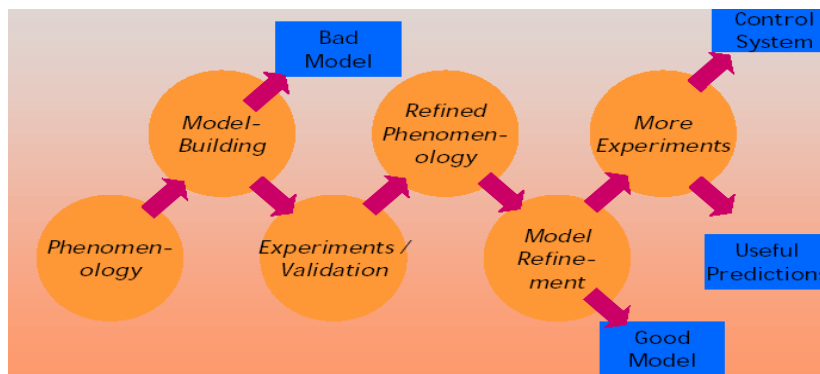 Phenomen-
ology
Model-
Building
Bad
Model
Experiments /
Validation
Refined
Phenomen-
ology
Model
Refine-
ment
Good
Model
More
Experiments
Control
System
Useful
Predictions